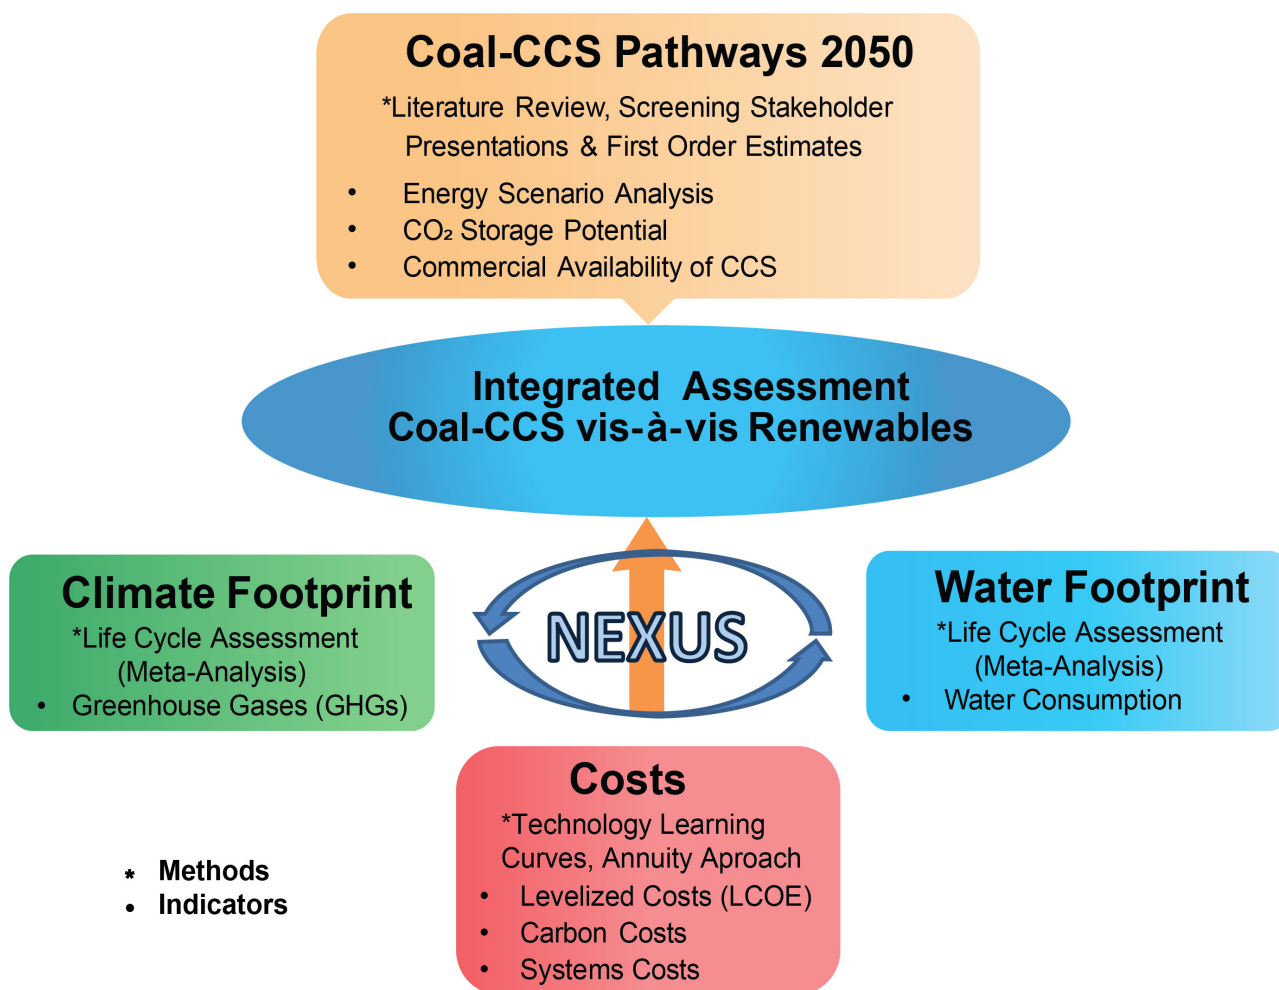 Coal-CCS Pathways 2050
*Literature Review, Screening Stakeholder
Presentations & First Order Estimates
• Energy Scenario Analysis
• CO₂ Storage Potential
• Commercial Availability of CCS
Integrated Assessment
Coal-CCS vis-à-vis Renewables
NEXUS
Climate Footprint
*Life Cycle Assessment
(Meta-Analysis)
• Greenhouse Gases (GHGs)
Water Footprint
*Life Cycle Assessment
(Meta-Analysis)
• Water Consumption
Costs
*Technology Learning
Curves, Annuity Aproach
• Levelized Costs (LCOE)
• Carbon Costs
• Systems Costs
* Methods
• Indicators